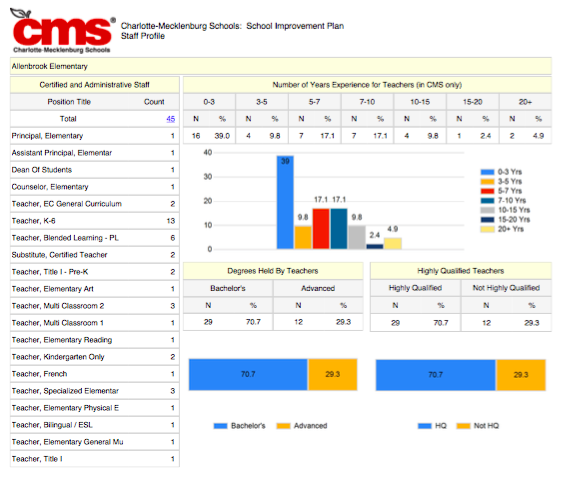 cms®
Charlotte-Mecklenburg Schools
Charlotte-Mecklenburg Schools: School Improvement Plan
Staff Profile
Allenbrook Elementary
Certified and Administrative Staff
Position Title Count
Total 45
Principal, Elementary 1
Assistant Principal, Elementar 1
Dean Of Students 1
Counselor, Elementary 1
Teacher, EC General Curriculum 2
Teacher, K-6 13
Teacher, Blended Learning - PL 6
Substitute, Certified Teacher 2
Teacher, Title I - Pre-K 2
Teacher, Elementary Art 1
Teacher, Multi Classroom 2 3
Teacher, Multi Classroom 1 1
Teacher, Elementary Reading 1
Teacher, Kindergarten Only 2
Teacher, French 1
Teacher, Specialized Elementar 3
Teacher, Elementary Physical E 1
Teacher, Bilingual / ESL 1
Teacher, Elementary General Mu 1
Teacher, Title I 1
Number of Years Experience for Teachers (in CMS only)
0-3 3-5 5-7 7-10 10-15 15-20 20+
N % N % N % N % N % N % N %
16 39.0 4 9.8 7 17.1 7 17.1 4 9.8 1 2.4 2 4.9
40
30
20
10
0
39
9.8
17.1
17.1
9.8
2.4
4.9
0-3 Yrs
3-5 Yrs
5-7 Yrs
7-10 Yrs
10-15 Yrs
15-20 Yrs
20+ Yrs
Degrees Held By Teachers
Bachelor's Advanced
N % N %
29 70.7 12 29.3
70.7 29.3
Bachelor's Advanced
Highly Qualified Teachers
Highly Qualified Not Highly Qualified
N % N %
29 70.7 12 29.3
70.7 29.3
HQ Not HQ